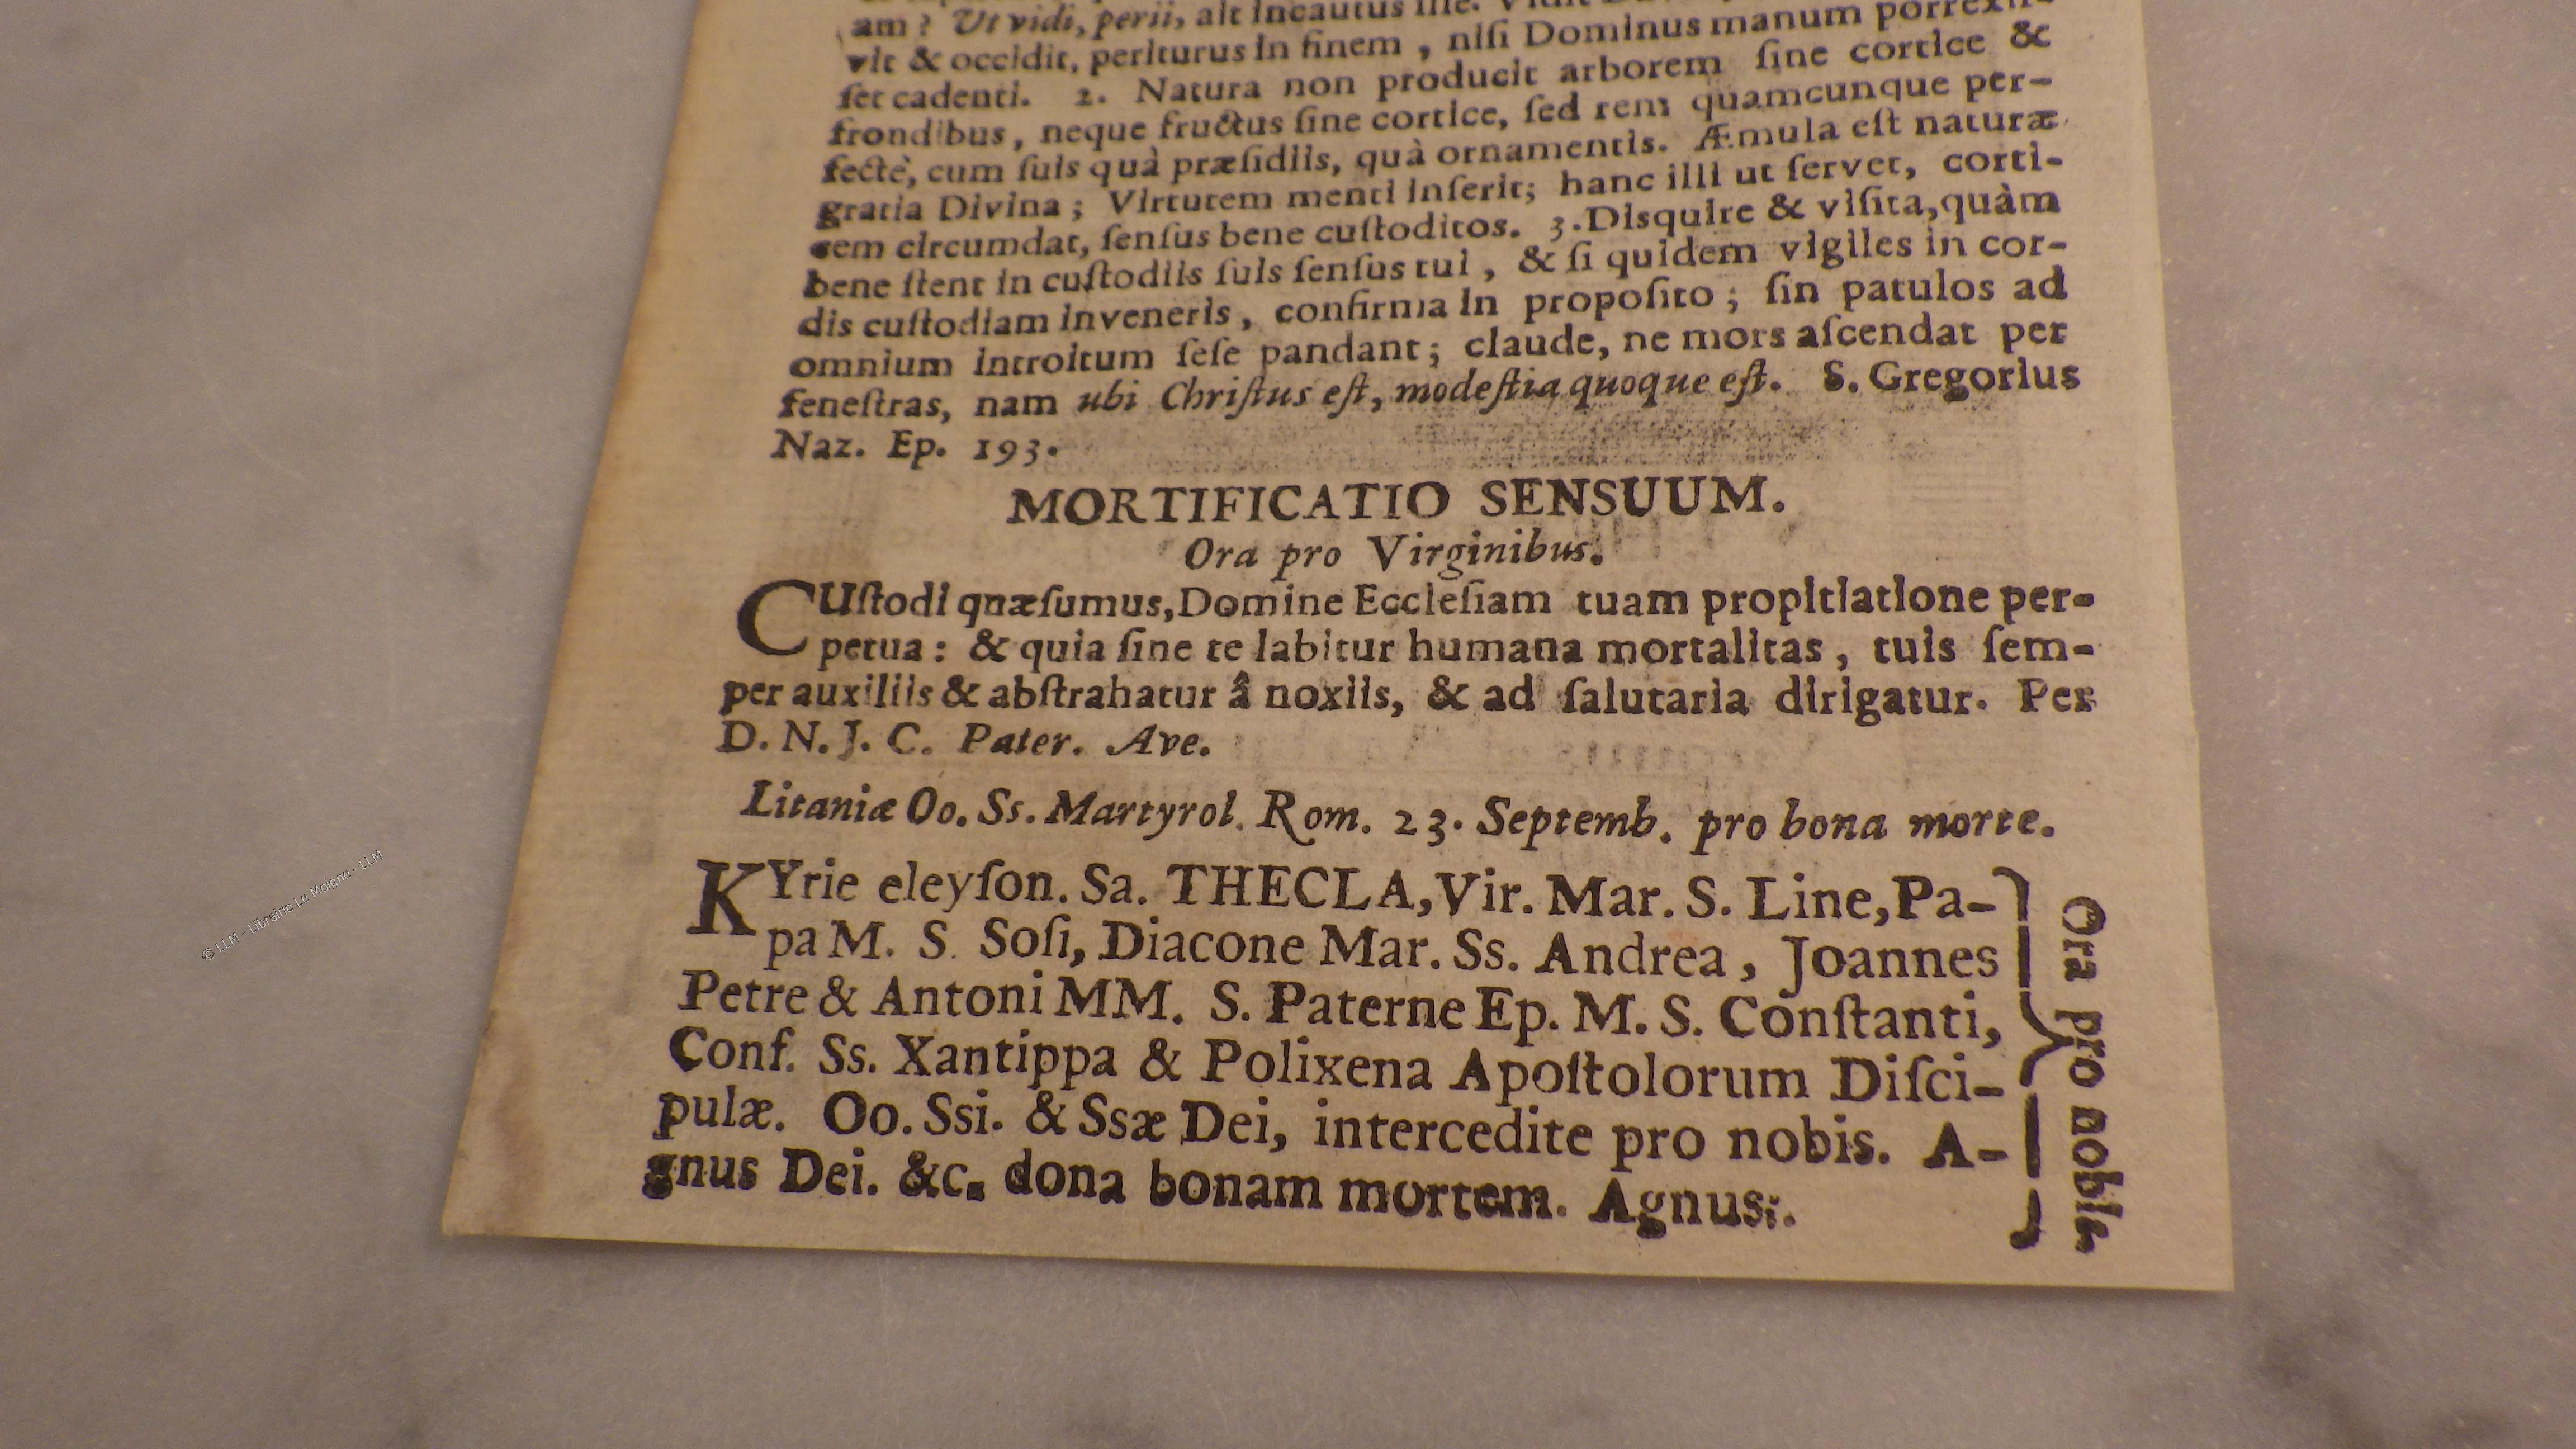 am? Ut vidi, perii, ait incautus ille.
vit & occidit, periturus in finem, nisi Dominus manum porrexis-
set cadenti. 2. Natura non producit arborem ſine cortice &
frondibus, neque fructus ſine cortice, ſed rem quamcunque per-
fectè, cum ſuis quà præſidiis, quà ornamentis. Æmula eſt naturæ
gratia Divina; Virtutem menti inſerit; hanc illi ut ſervet, corti-
cem circumdat, ſenſus bene cuſtoditos. 3. Disquire & viſita, quàm
bene ſtent in cuſtodiis ſuis ſenſus tui, & ſi quidem vigiles in cor-
dis cuſtodiam inveneris, confirma in propoſito; ſin patulos ad
omnium introitum ſeſe pandant; claude, ne mors aſcendat per
feneſtras, nam ubi Chriſtus eſt, modeſtia quoque eſt. S. Gregorius
Naz. Ep. 193.
MORTIFICATIO SENSUUM.
Ora pro Virginibus.
CUſtodi qnæſumus, Domine Eccleſiam tuam propitiatione per-
petua: & quia ſine te labitur humana mortalitas, tuis ſem-
per auxiliis & abſtrahatur â noxiis, & ad ſalutaria dirigatur. Per
D. N. J. C. Pater. Ave.
Litaniæ Oo. Ss. Martyrol. Rom. 23. Septemb. pro bona morte.
KYrie eleyſon. Sa. THECLA, Vir. Mar. S. Line, Pa-
pa M. S. Soſi, Diacone Mar. Ss. Andrea, Joannes
Petre & Antoni MM. S. Paterne Ep. M. S. Conſtanti,
Conf. Ss. Xantippa & Polixena Apoſtolorum Diſci-
pulæ. Oo. Ssi. & Ssæ Dei, intercedite pro nobis. A-
gnus Dei. &c. dona bonam mortem. Agnus:.
Ora pro nobis.
© LLM - Librairie Le Moigne - LLM